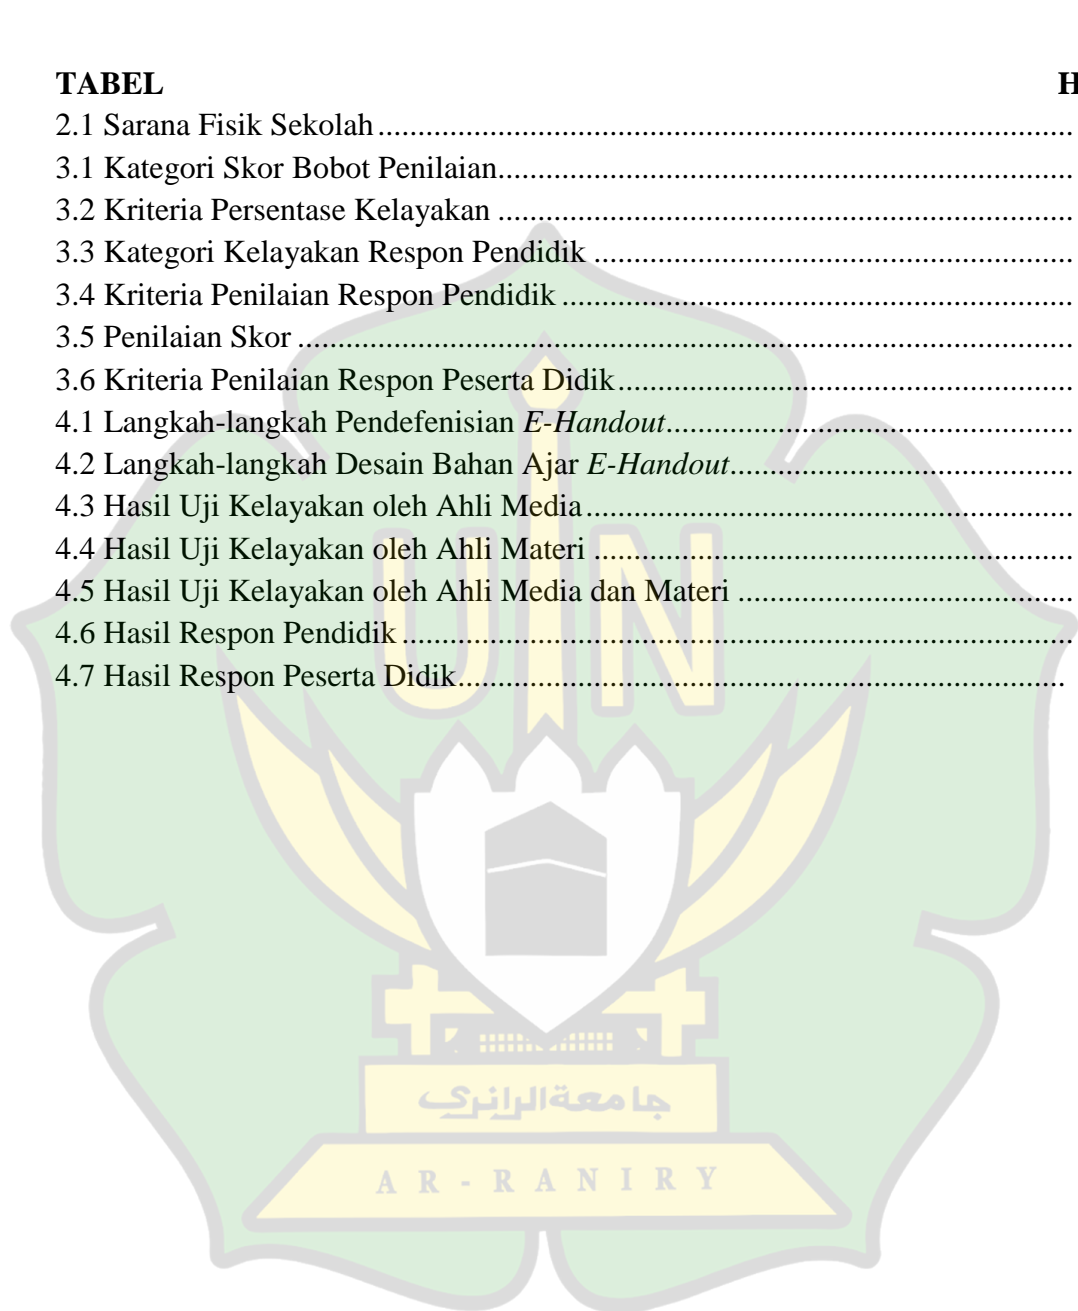 TABEL H
2.1 Sarana Fisik Sekolah ........................................................................................
3.1 Kategori Skor Bobot Penilaian.........................................................................
3.2 Kriteria Persentase Kelayakan .........................................................................
3.3 Kategori Kelayakan Respon Pendidik .............................................................
3.4 Kriteria Penilaian Respon Pendidik .................................................................
3.5 Penilaian Skor ..................................................................................................
3.6 Kriteria Penilaian Respon Peserta Didik..........................................................
4.1 Langkah-langkah Pendefenisian E-Handout....................................................
4.2 Langkah-langkah Desain Bahan Ajar E-Handout............................................
4.3 Hasil Uji Kelayakan oleh Ahli Media..............................................................
4.4 Hasil Uji Kelayakan oleh Ahli Materi .............................................................
4.5 Hasil Uji Kelayakan oleh Ahli Media dan Materi ...........................................
4.6 Hasil Respon Pendidik .....................................................................................
4.7 Hasil Respon Peserta Didik.............................................................................
UIN
جامعة الرانري
AR-RANIRY